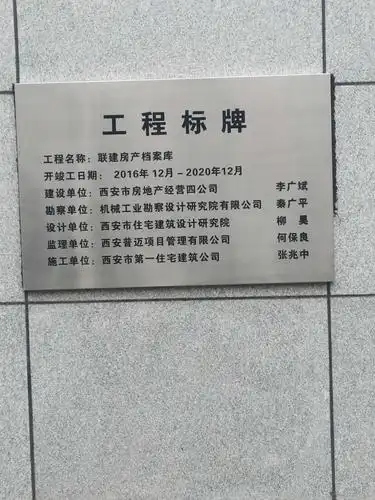 工程标牌
工程名称：联建房产档案库
开竣工日期： 2016年12月－2020年12月
建设单位：西安市房地产经营四公司 李广斌
勘察单位：机械工业勘察设计研究院有限公司 秦广平
设计单位：西安市住宅建筑设计研究院 柳昊
监理单位：西安普迈项目管理有限公司 何保良
施工单位：西安市第一住宅建筑公司 张兆中